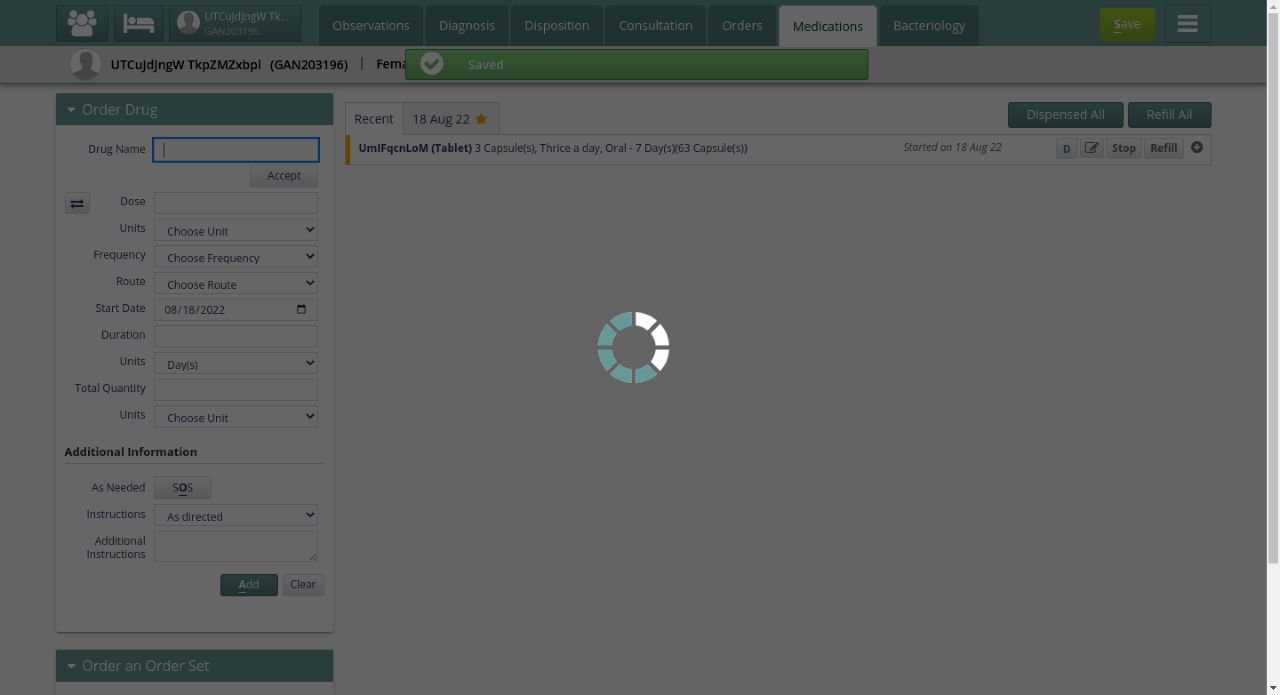 UTCuJdJngW Tk...
GAN203196
Observations
Diagnosis
Disposition
Consultation
Orders
Medications
Bacteriology
Save
UTCuJdJngW TkpZMZxbpl (GAN203196) | Fema
Saved
Order Drug
Drug Name
Accept
Dose
Units Choose Unit
Frequency Choose Frequency
Route Choose Route
Start Date 08/18/2022
Duration
Units Day(s)
Total Quantity
Units Choose Unit
Additional Information
As Needed SOS
Instructions As directed
Additional
Instructions
Add Clear
Order an Order Set
Recent 18 Aug 22
Dispensed All Refill All
UmIFqcnLoM (Tablet) 3 Capsule(s), Thrice a day, Oral - 7 Day(s)(63 Capsule(s)) Started on 18 Aug 22 D Stop Refill